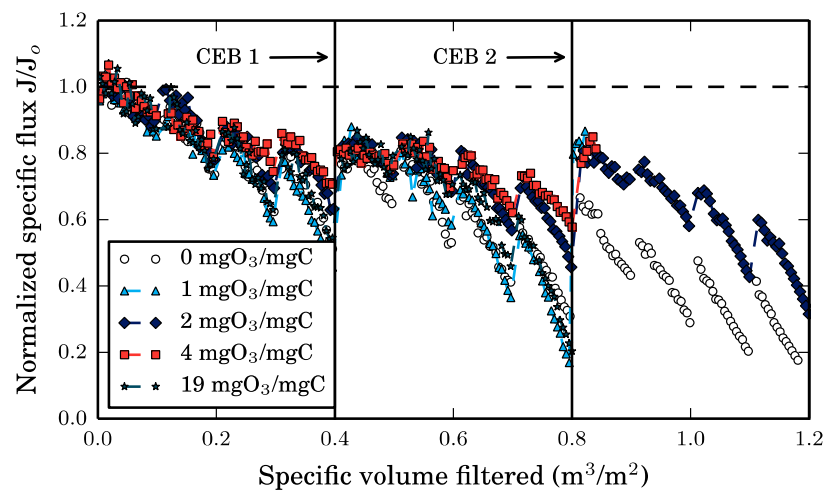 Normalized specific flux J/Jₒ
1.2
1.0
0.8
0.6
0.4
0.2
0.0
CEB 1
CEB 2
0 mgO₃/mgC
1 mgO₃/mgC
2 mgO₃/mgC
4 mgO₃/mgC
19 mgO₃/mgC
0.0 0.2 0.4 0.6 0.8 1.0 1.2
Specific volume filtered (m³/m²)